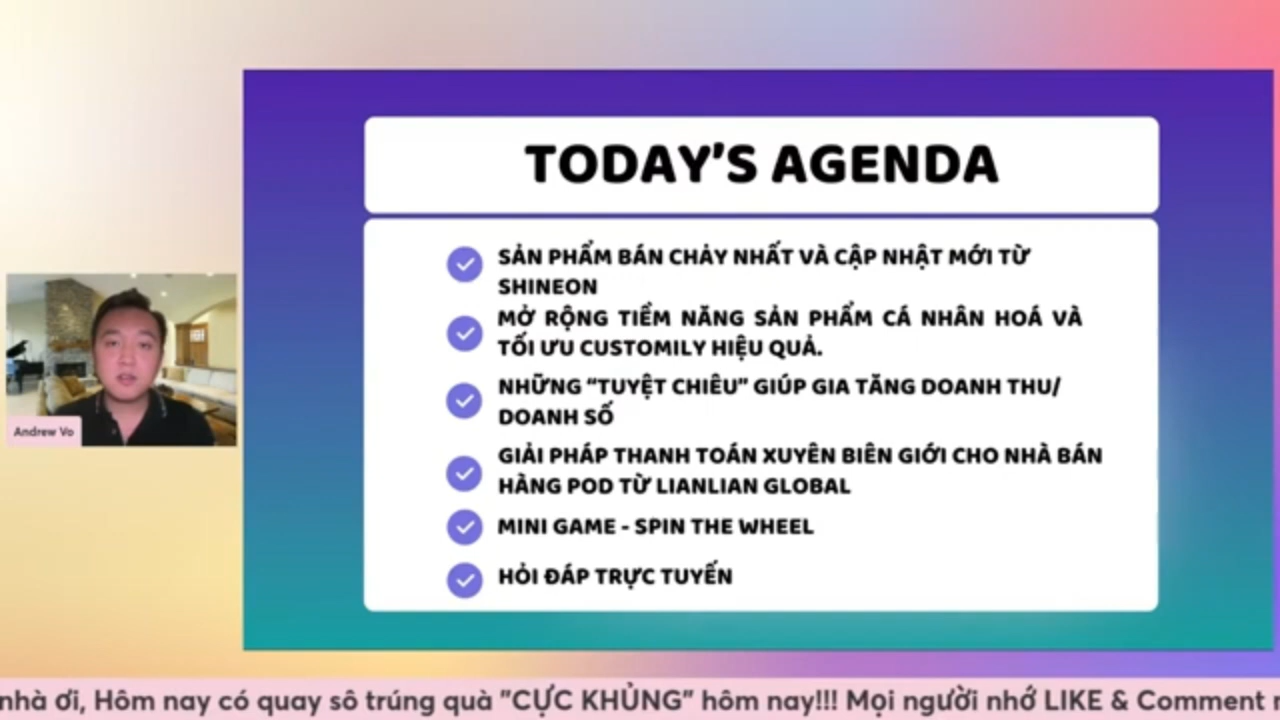 TODAY'S AGENDA
SẢN PHẨM BÁN CHẠY NHẤT VÀ CẬP NHẬT MỚI TỪ
SHINEON
MỞ RỘNG TIỀM NĂNG SẢN PHẨM CÁ NHÂN HOÁ VÀ
TỐI ƯU CUSTOMILY HIỆU QUẢ.
NHỮNG “TUYỆT CHIÊU” GIÚP GIA TĂNG DOANH THU/
DOANH SỐ
GIẢI PHÁP THANH TOÁN XUYÊN BIÊN GIỚI CHO NHÀ BÁN
HÀNG POD TỪ LIANLIAN GLOBAL
MINI GAME - SPIN THE WHEEL
HỎI ĐÁP TRỰC TUYẾN
Andrew Vo
nhà ơi, Hôm nay có quay số trúng quà "CỰC KHỦNG" hôm nay!!! Mọi người nhớ LIKE & Comment